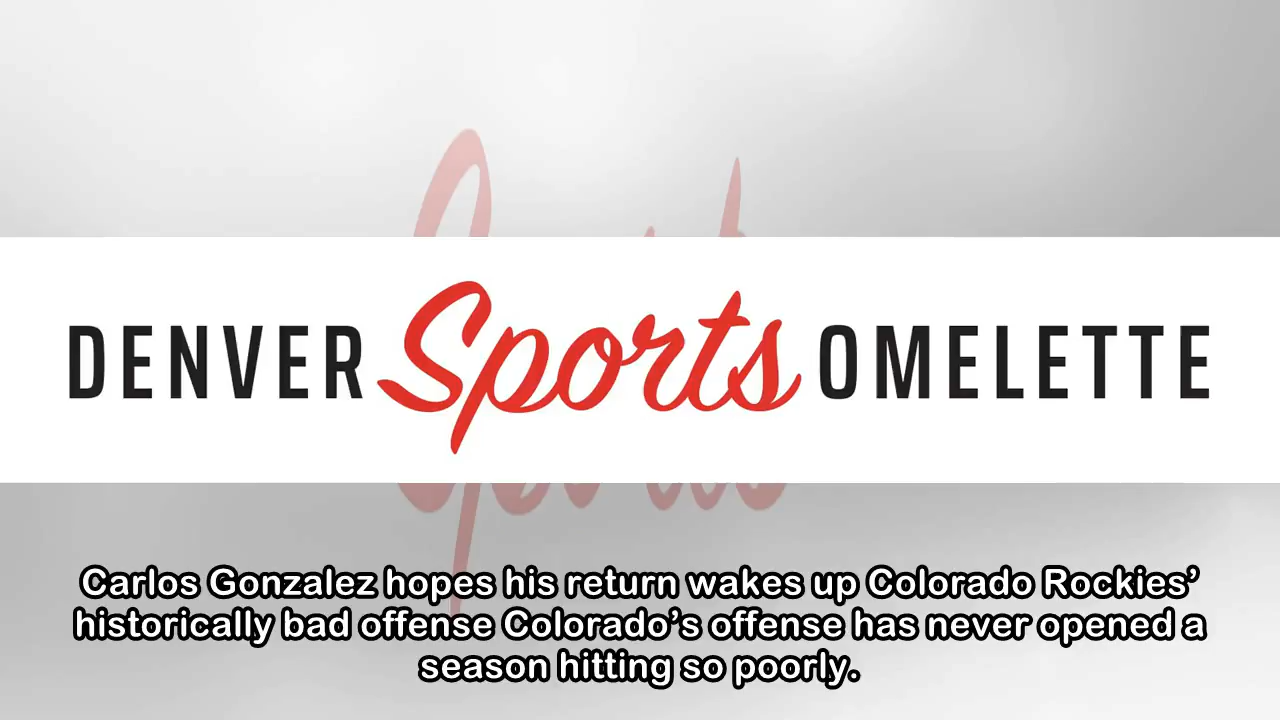 DENVER Sports OMELETTE
Carlos Gonzalez hopes his return wakes up Colorado Rockies’
historically bad offense Colorado’s offense has never opened a
season hitting so poorly.